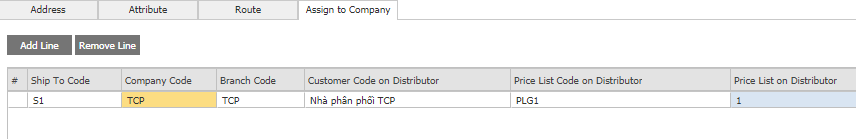 Address Attribute Route Assign to Company
Add Line Remove Line
# Ship To Code Company Code Branch Code Customer Code on Distributor Price List Code on Distributor Price List on Distributor
S1 TCP TCP Nhà phân phối TCP PLG1 1